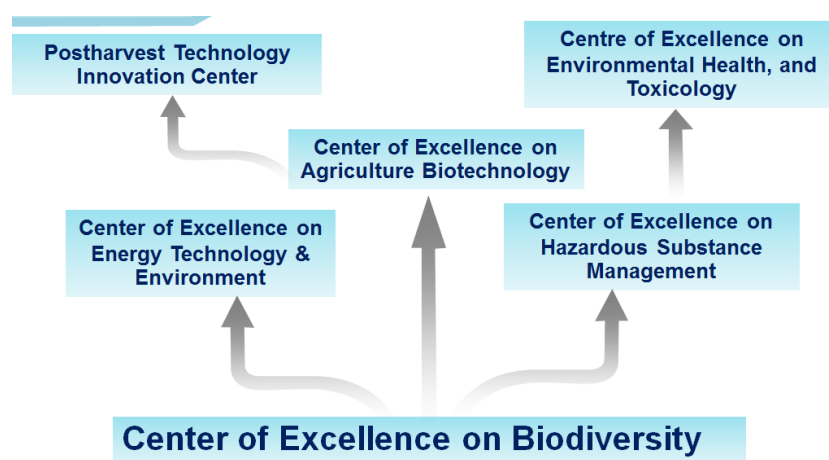 Postharvest Technology
Innovation Center
Centre of Excellence on
Environmental Health, and
Toxicology
Center of Excellence on
Agriculture Biotechnology
Center of Excellence on
Energy Technology &
Environment
Center of Excellence on
Hazardous Substance
Management
Center of Excellence on Biodiversity